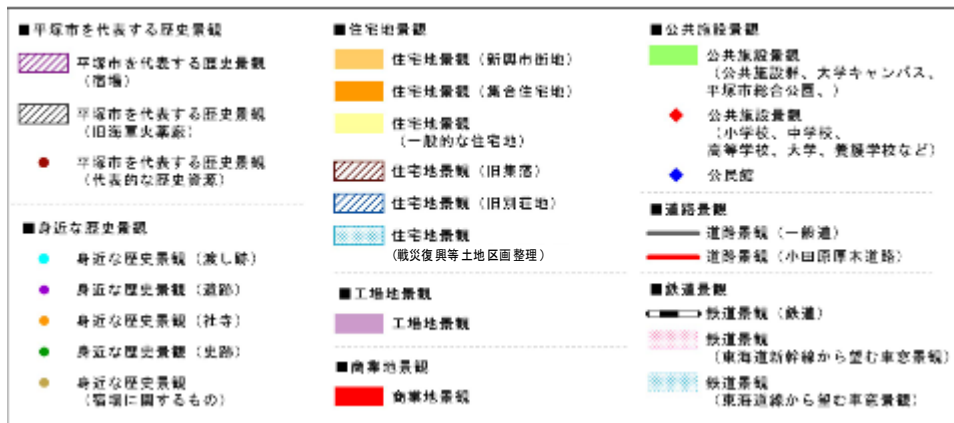 ■平塚市を代表する歴史景観
平塚市を代表する歴史景観
（宿場）
平塚市を代表する歴史景観
（旧海軍火薬廠）
平塚市を代表する歴史景観
（代表的な歴史資源）
■身近な歴史景観
身近な歴史景観（渡し跡）
身近な歴史景観（遺跡）
身近な歴史景観（社寺）
身近な歴史景観（史跡）
身近な歴史景観
（宿場に関するもの）
■住宅地景観
住宅地景観（新興市街地）
住宅地景観（集合住宅地）
住宅地景観
（一般的な住宅地）
住宅地景観（旧集落）
住宅地景観（旧別荘地）
住宅地景観
（戦災復興等土地区画整理）
■工場地景観
工場地景観
■商業地景観
商業地景観
■公共施設景観
公共施設景観
（公共施設群、大学キャンパス、
平塚市総合公園、）
公共施設景観
（小学校、中学校、
高等学校、大学、養護学校など）
公民館
■道路景観
道路景観（一般道）
道路景観（小田原厚木道路）
■鉄道景観
鉄道景観（鉄道）
鉄道景観
（東海道新幹線から望む車窓景観）
鉄道景観
（東海道線から望む車窓景観）